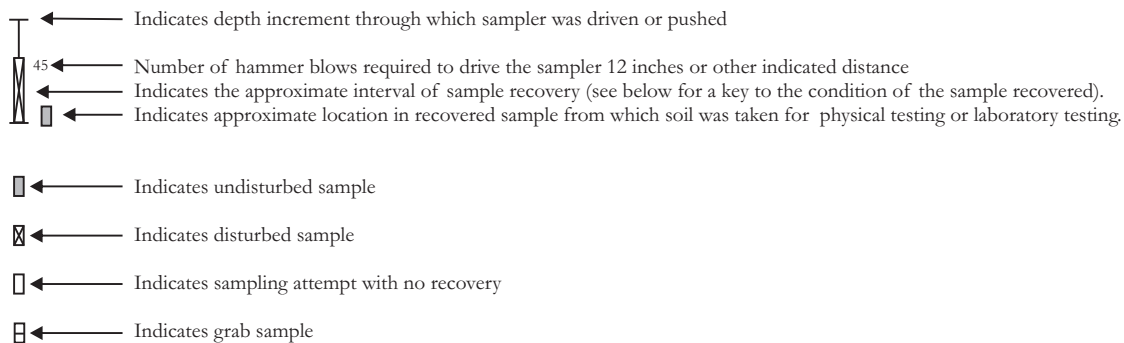 Indicates depth increment through which sampler was driven or pushed
45 Number of hammer blows required to drive the sampler 12 inches or other indicated distance
Indicates the approximate interval of sample recovery (see below for a key to the condition of the sample recovered).
Indicates approximate location in recovered sample from which soil was taken for physical testing or laboratory testing.
Indicates undisturbed sample
Indicates disturbed sample
Indicates sampling attempt with no recovery
Indicates grab sample